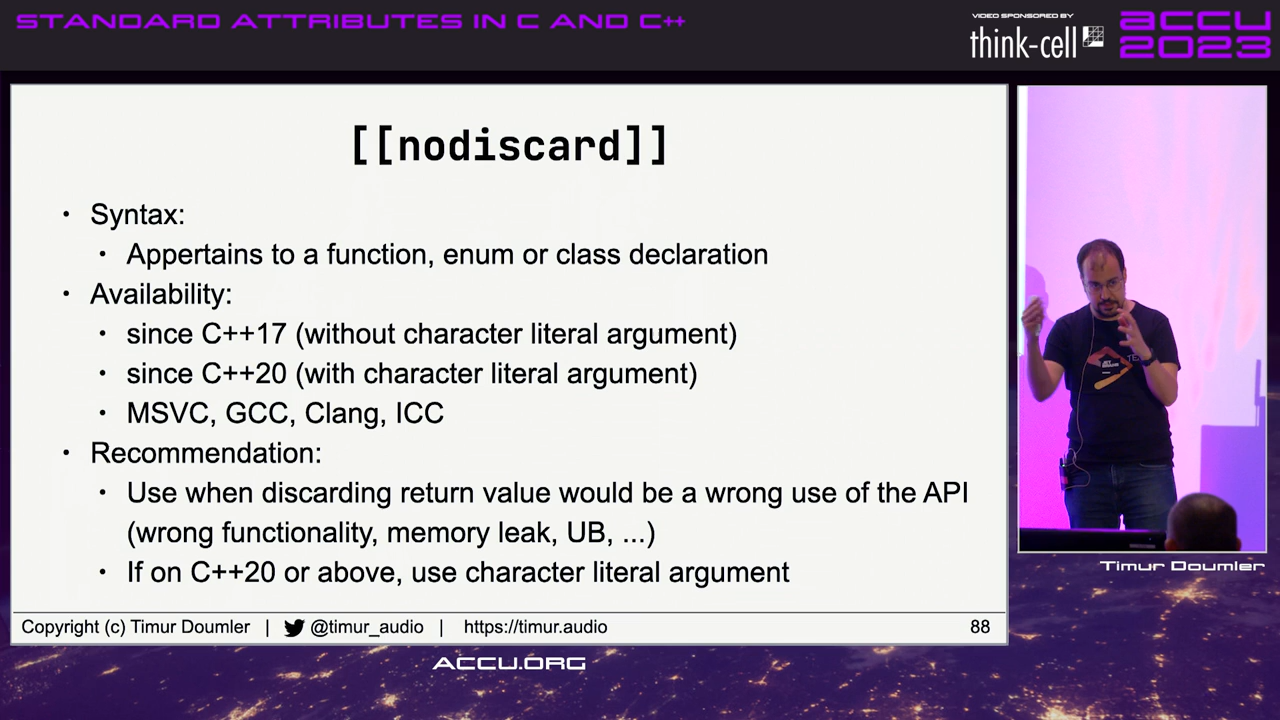 STANDARD ATTRIBUTES IN C AND C++
VIDEO SPONSORED BY
think-cell
ACCU
2023
[[nodiscard]]
• Syntax:
• Appertains to a function, enum or class declaration
• Availability:
• since C++17 (without character literal argument)
• since C++20 (with character literal argument)
• MSVC, GCC, Clang, ICC
• Recommendation:
• Use when discarding return value would be a wrong use of the API
(wrong functionality, memory leak, UB, ...)
• If on C++20 or above, use character literal argument
Copyright (c) Timur Doumler | @timur_audio | https://timur.audio
88
Timur Doumler
ACCU.ORG